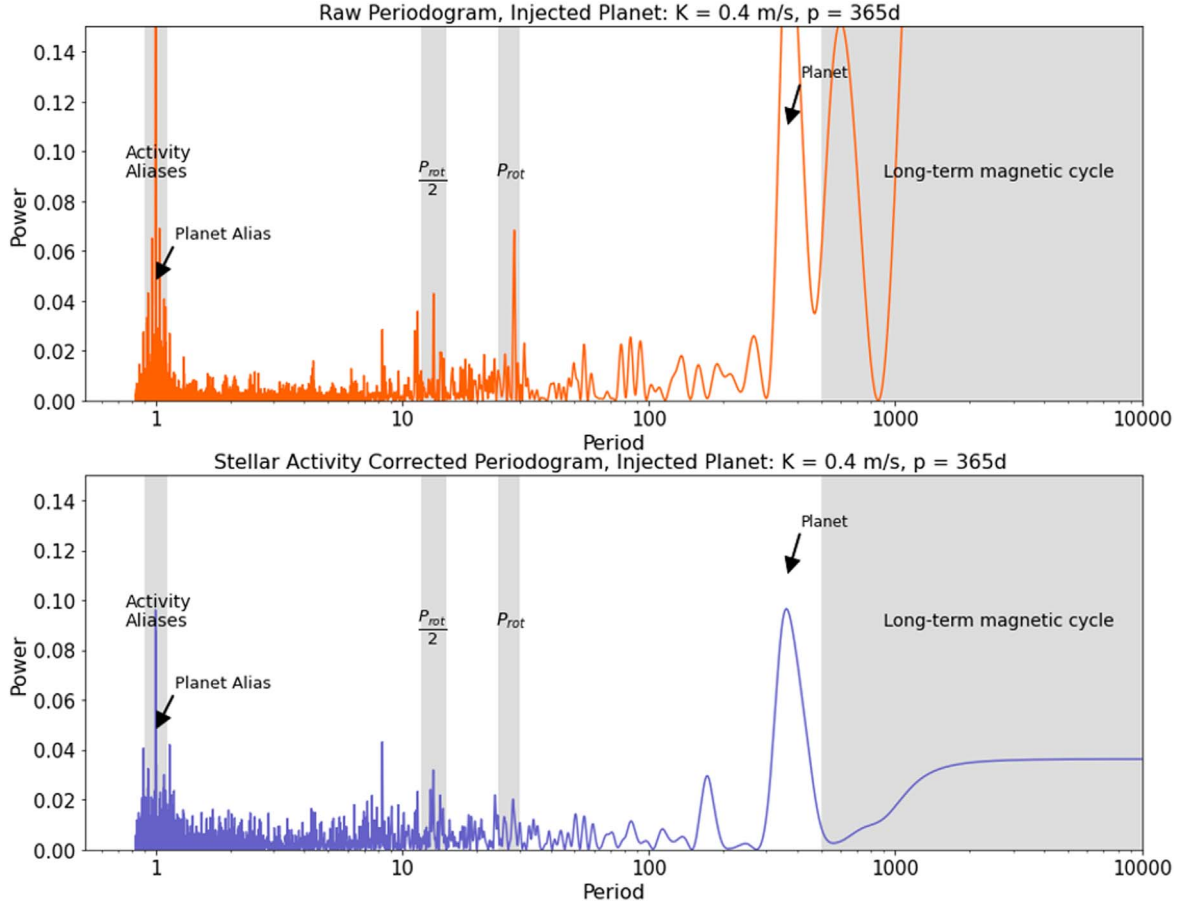 Raw Periodogram, Injected Planet: K = 0.4 m/s, p = 365d
0.14
0.12
0.10
0.08
0.06
0.04
0.02
0.00
Power
Activity
Aliases
Planet Alias
P_rot/2
P_rot
Planet
Long-term magnetic cycle
1 10 100 1000 10000
Period
Stellar Activity Corrected Periodogram, Injected Planet: K = 0.4 m/s, p = 365d
0.14
0.12
0.10
0.08
0.06
0.04
0.02
0.00
Power
Activity
Aliases
Planet Alias
P_rot/2
P_rot
Planet
Long-term magnetic cycle
1 10 100 1000 10000
Period